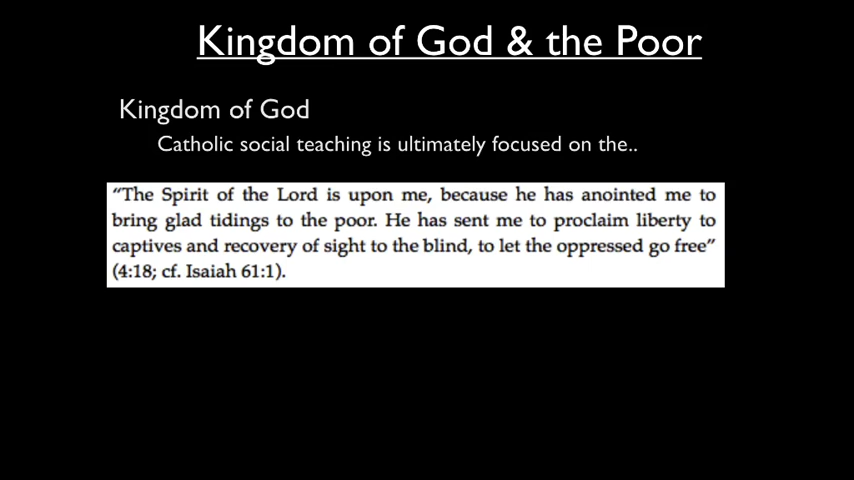 Kingdom of God & the Poor
Kingdom of God
Catholic social teaching is ultimately focused on the..
“The Spirit of the Lord is upon me, because he has anointed me to
bring glad tidings to the poor. He has sent me to proclaim liberty to
captives and recovery of sight to the blind, to let the oppressed go free”
(4:18; cf. Isaiah 61:1).